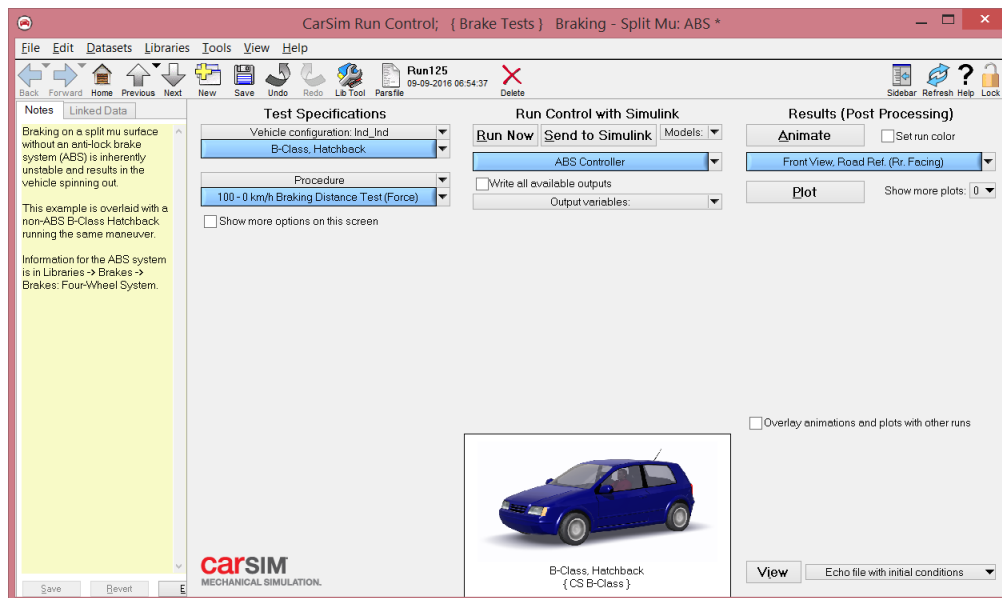 CarSim Run Control; { Brake Tests } Braking - Split Mu: ABS *
File Edit Datasets Libraries Tools View Help
Back Forward Home Previous Next New Save Undo Redo Lib Tool Parsfile
Run125
09-09-2016 06:54:37
Delete
Sidebar Refresh Help Lock
Notes Linked Data
Braking on a split mu surface
without an anti-lock brake
system (ABS) is inherently
unstable and results in the
vehicle spinning out.
This example is overlaid with a
non-ABS B-Class Hatchback
running the same maneuver.
Information for the ABS system
is in Libraries -> Brakes ->
Brakes: Four-Wheel System.
Save Revert E
Test Specifications
Vehicle configuration: Ind_Ind
B-Class, Hatchback
Procedure
100 - 0 km/h Braking Distance Test (Force)
Show more options on this screen
carSIM
MECHANICAL SIMULATION.
Run Control with Simulink
Run Now Send to Simulink Models:
ABS Controller
Write all available outputs
Output variables:
B-Class, Hatchback
{ CS B-Class }
Results (Post Processing)
Animate Set run color
Front View, Road Ref. (Rr. Facing)
Plot Show more plots: 0
Overlay animations and plots with other runs
View Echo file with initial conditions